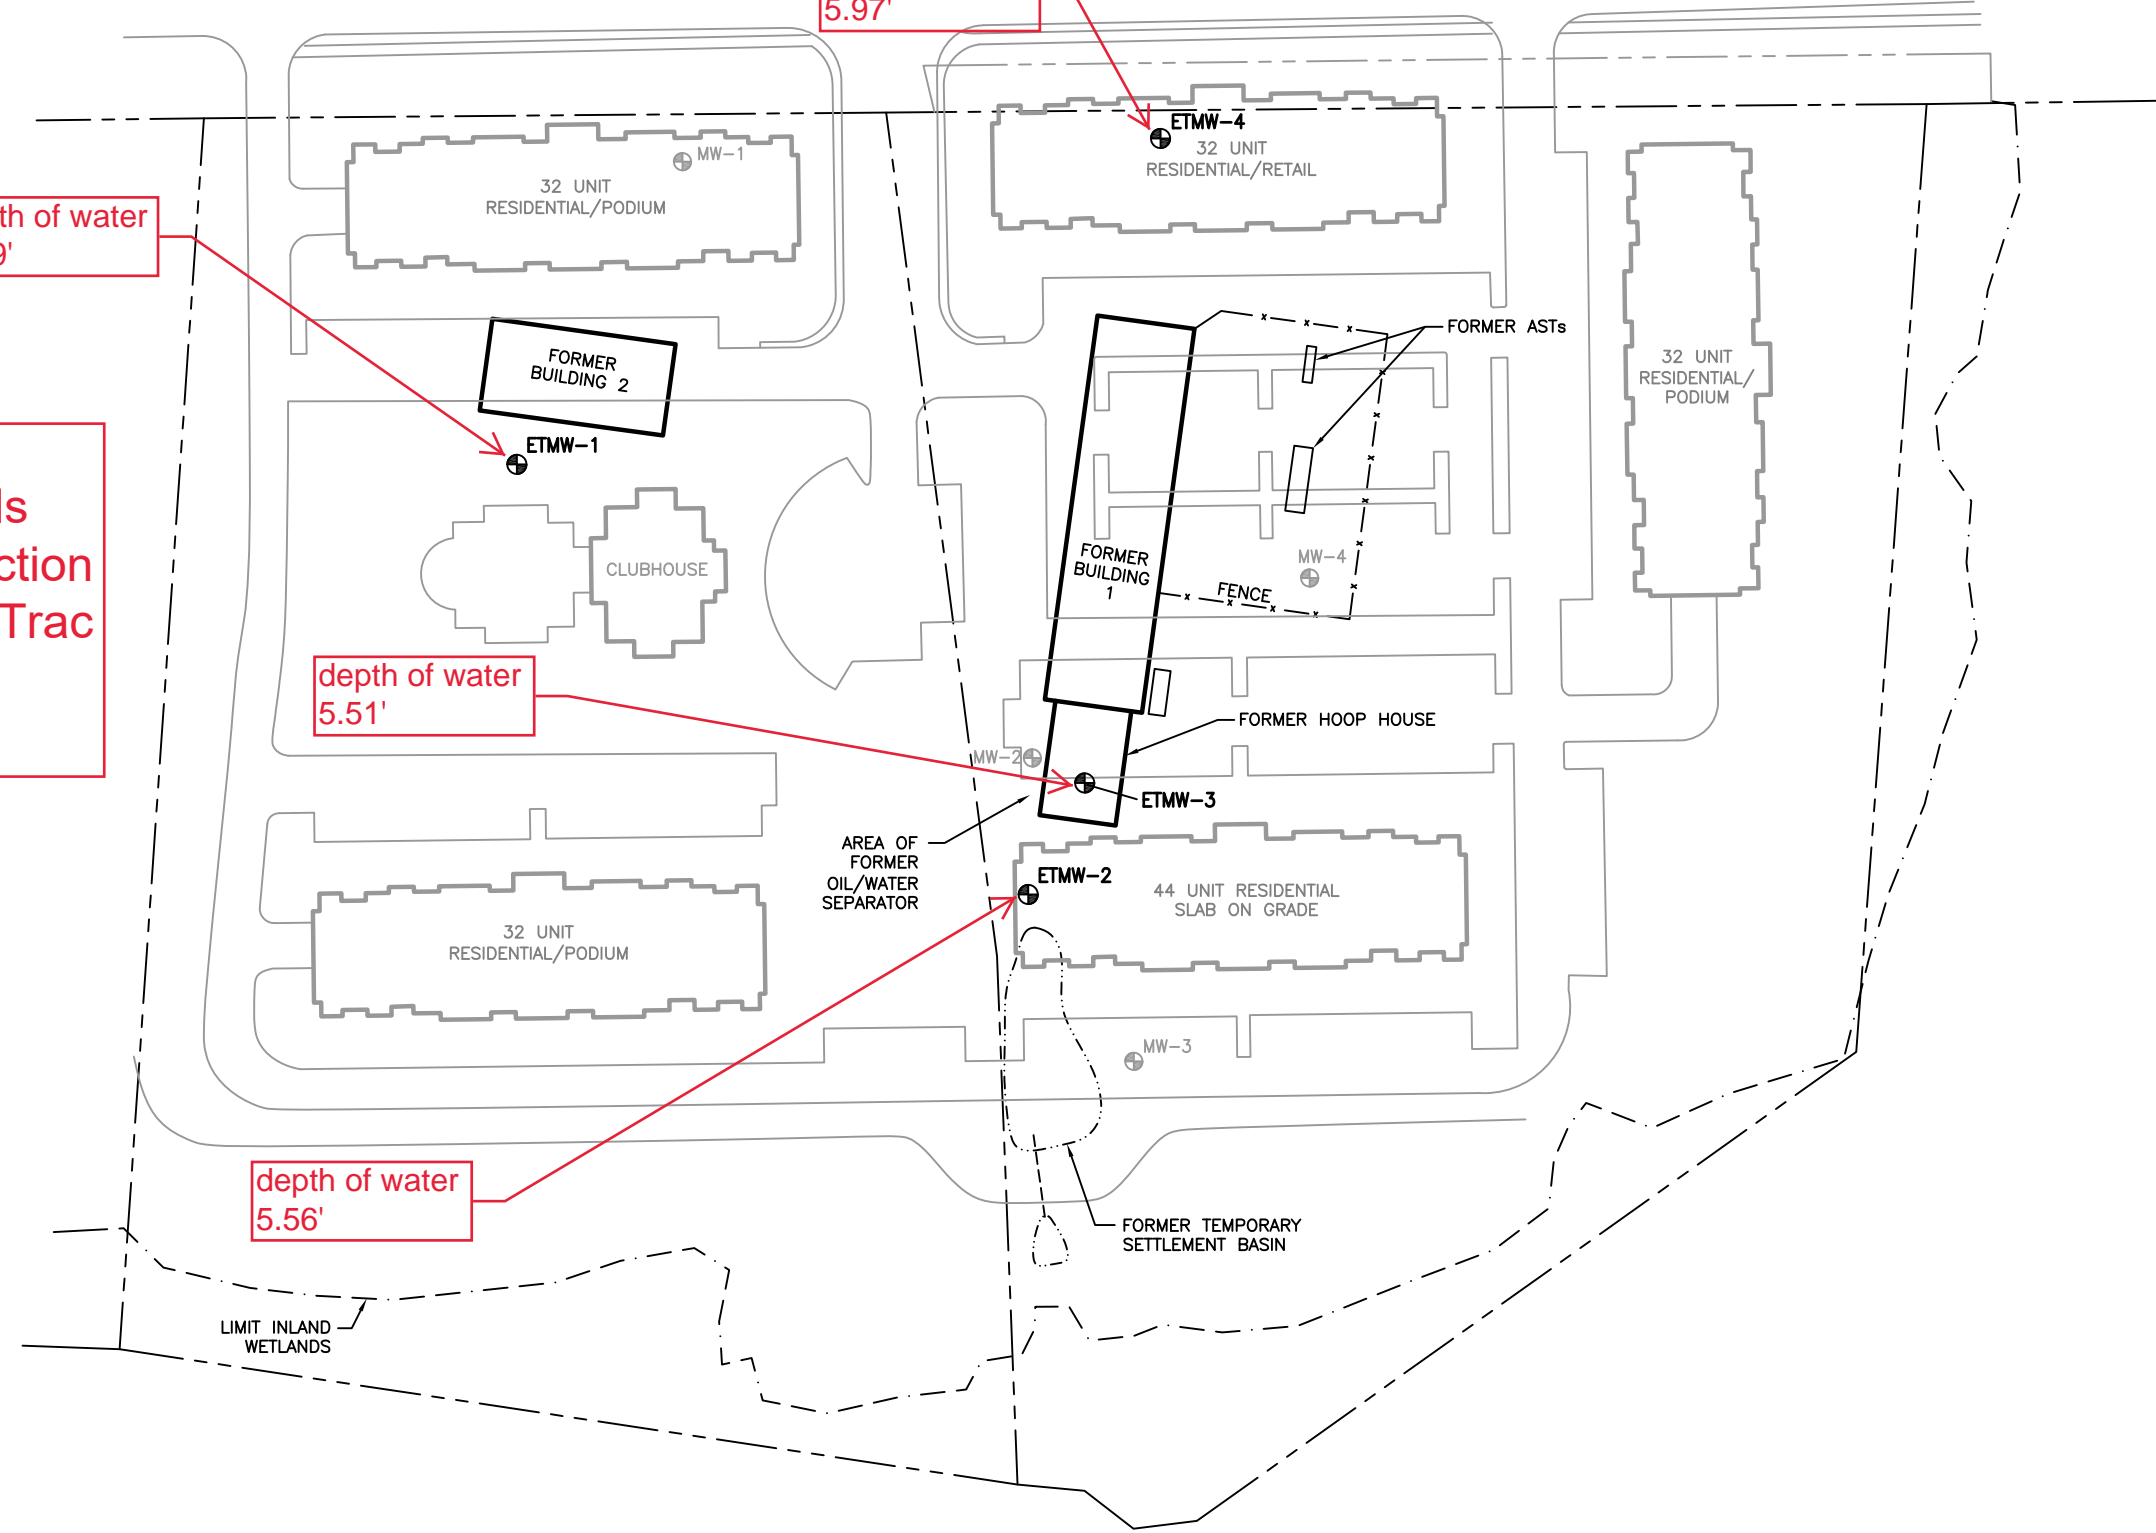 5.97'
ETMW-4
32 UNIT
RESIDENTIAL/RETAIL
MW-1
32 UNIT
RESIDENTIAL/PODIUM
of water
FORMER ASTs
FORMER
BUILDING 2
32 UNIT
RESIDENTIAL/
PODIUM
ETMW-1
FORMER
BUILDING
1
MW-4
FENCE
CLUBHOUSE
Trac
depth of water
5.51'
FORMER HOOP HOUSE
MW-2
ETMW-3
AREA OF
FORMER
OIL/WATER
SEPARATOR
ETMW-2
44 UNIT RESIDENTIAL
SLAB ON GRADE
32 UNIT
RESIDENTIAL/PODIUM
MW-3
depth of water
5.56'
FORMER TEMPORARY
SETTLEMENT BASIN
LIMIT INLAND
WETLANDS